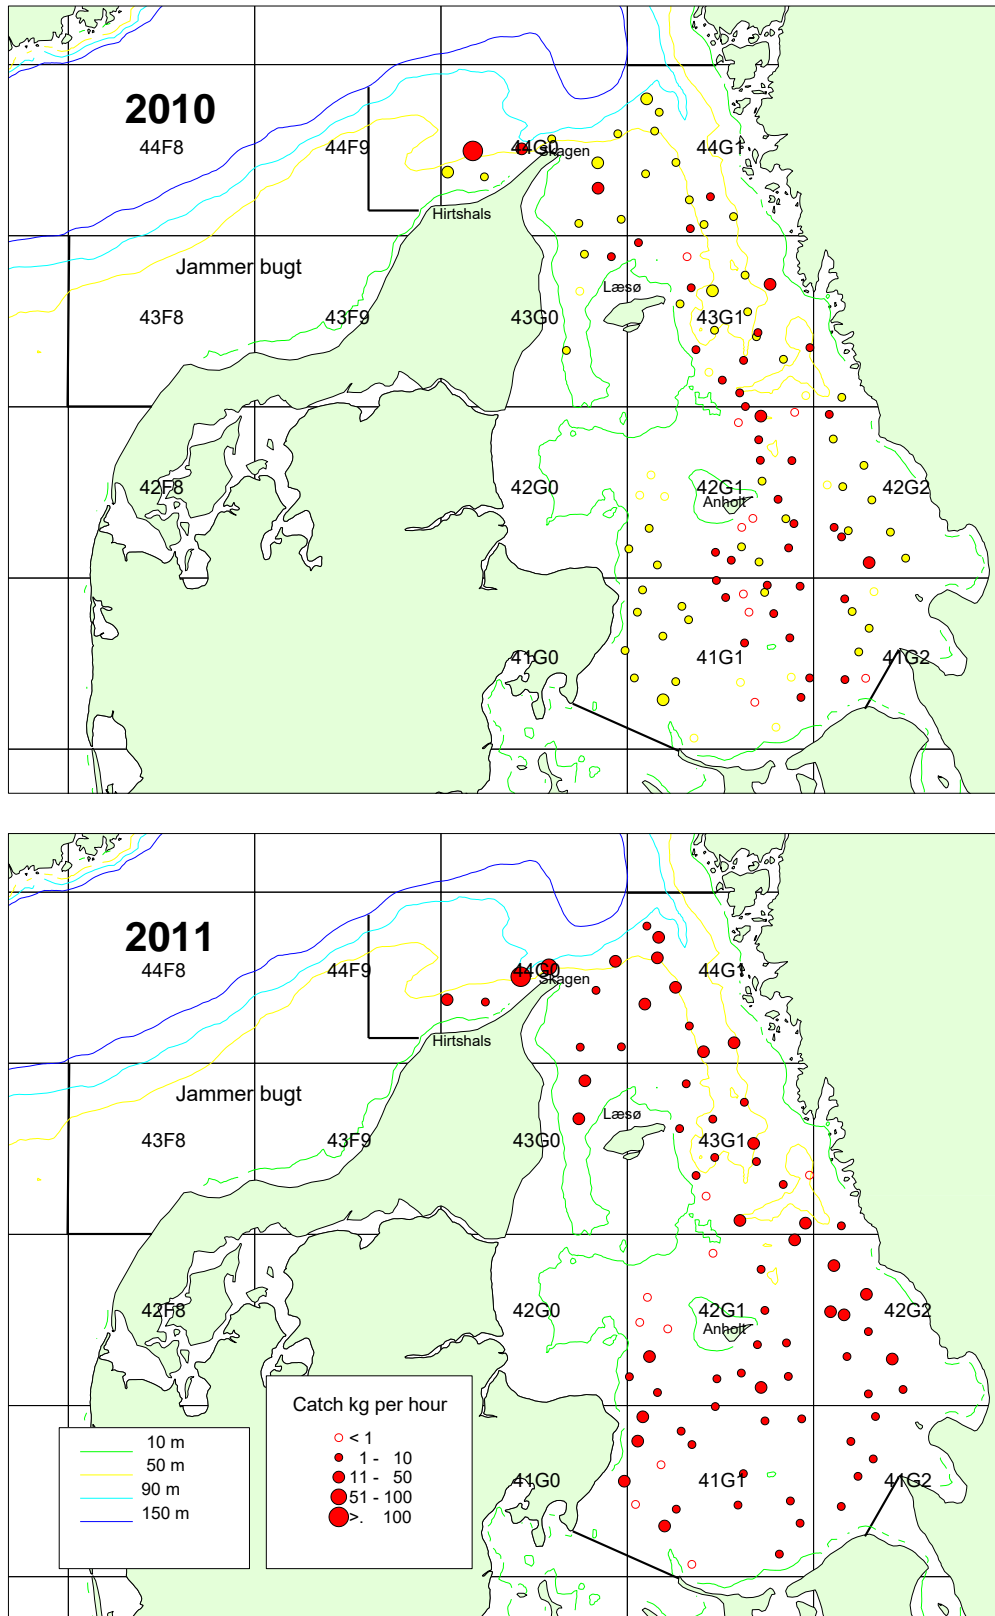 2010
44F8
44F9
44G0
Skagen
44G1
Hirtshals
Jammer bugt
Læsø
43F8
43F9
43G0
43G1
42F8
42G0
42G1
Anholt
42G2
41G0
41G1
41G2
2011
44F8
44F9
44G0
Skagen
44G1
Hirtshals
Jammer bugt
Læsø
43F8
43F9
43G0
43G1
42F8
42G0
42G1
Anholt
42G2
Catch kg per hour
< 1
1 - 10
11 - 50
51 - 100
>. 100
10 m
50 m
90 m
150 m
41G0
41G1
41G2